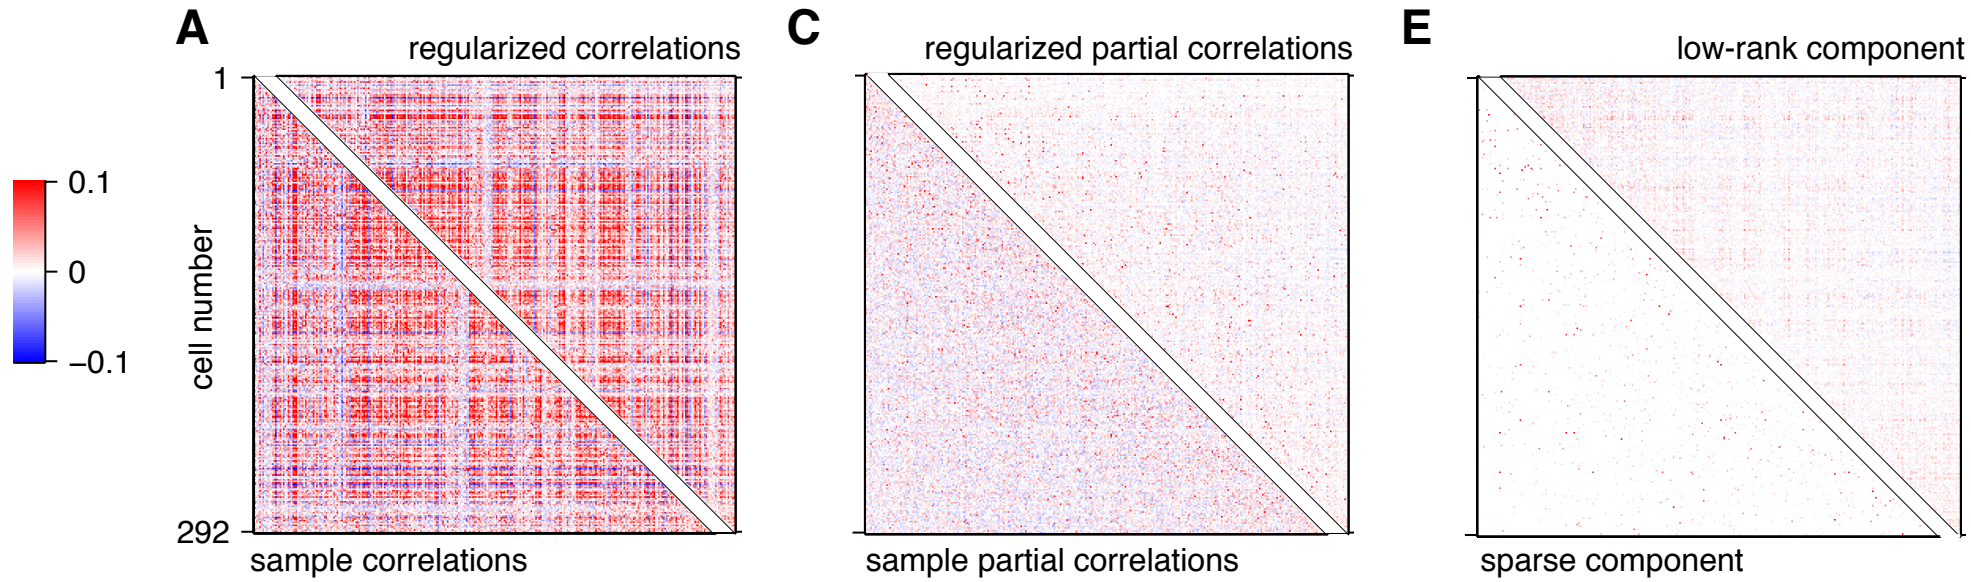 A
regularized correlations
C
regularized partial correlations
E
low-rank component
1
0.1
0
−0.1
cell number
292
sample correlations
sample partial correlations
sparse component